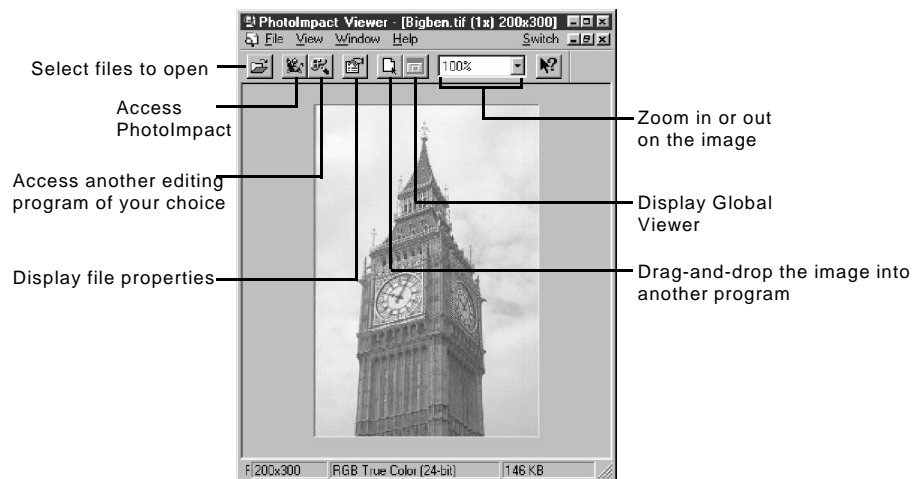 PhotoImpact Viewer - [Bigben.tif (1x) 200x300]
File View Window Help Switch
100%
Select files to open
Access
PhotoImpact
Access another editing
program of your choice
Display file properties
Zoom in or out
on the image
Display Global
Viewer
Drag-and-drop the image into
another program
F 200x300 RGB True Color (24-bit) 146 KB